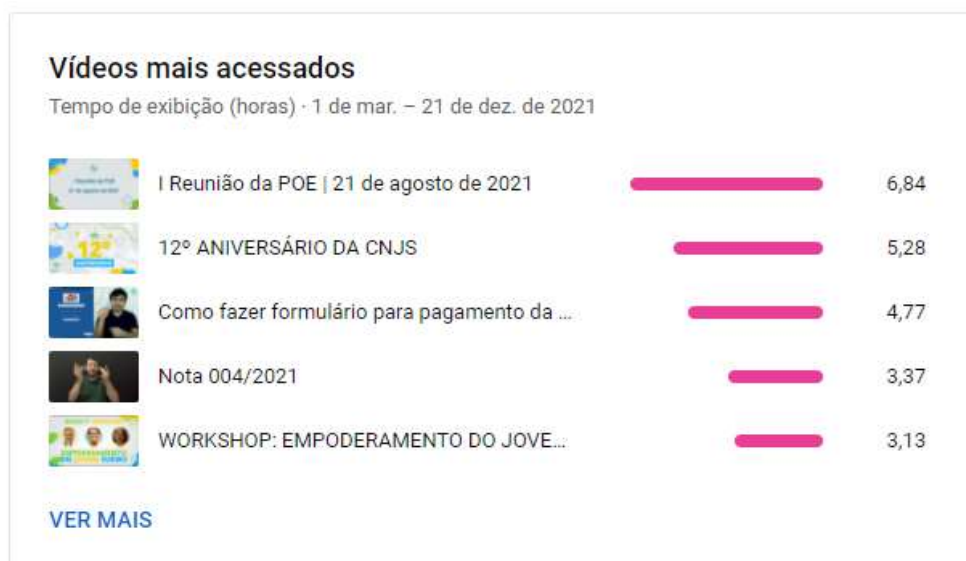 Vídeos mais acessados
Tempo de exibição (horas) · 1 de mar. – 21 de dez. de 2021
I Reunião da POE | 21 de agosto de 2021 6,84
12º ANIVERSÁRIO DA CNJS 5,28
Como fazer formulário para pagamento da ... 4,77
Nota 004/2021 3,37
WORKSHOP: EMPODERAMENTO DO JOVE... 3,13
VER MAIS